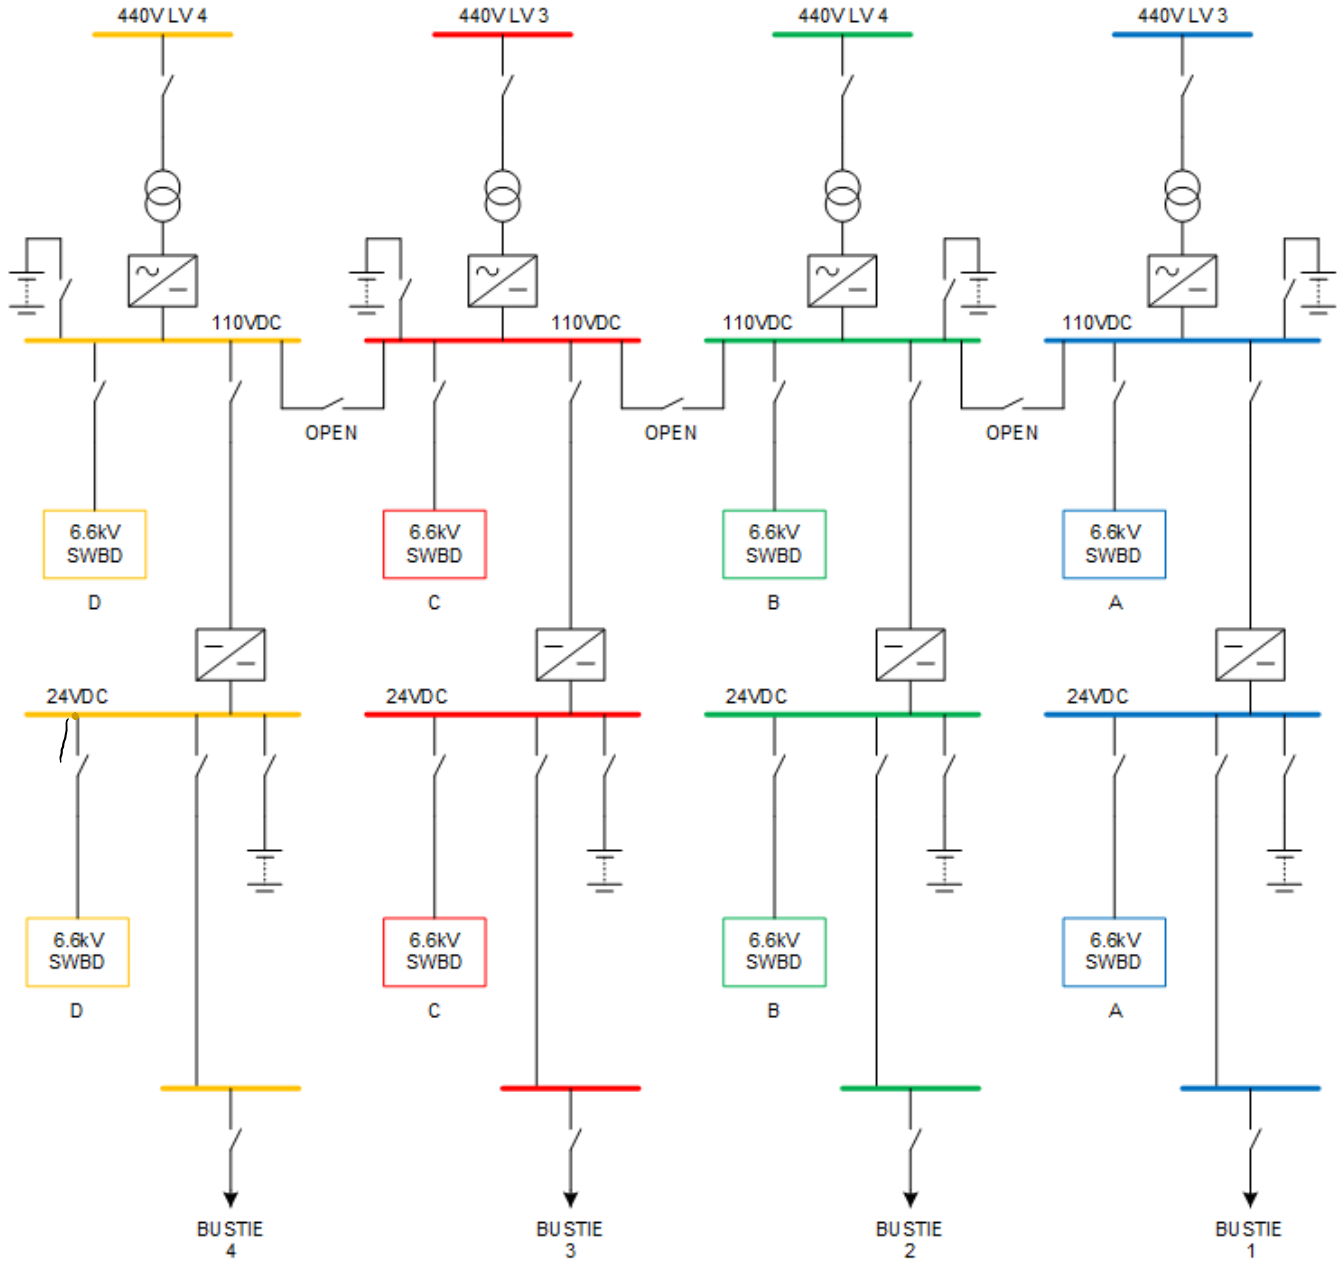 440V LV 4
440V LV 3
440V LV 4
440V LV 3
110VDC
110VDC
110VDC
110VDC
OPEN
OPEN
OPEN
6.6kV
SWBD
6.6kV
SWBD
6.6kV
SWBD
6.6kV
SWBD
D
C
B
A
24VDC
24VDC
24VDC
24VDC
6.6kV
SWBD
6.6kV
SWBD
6.6kV
SWBD
6.6kV
SWBD
D
C
B
A
BUSTIE
4
BUSTIE
3
BUSTIE
2
BUSTIE
1